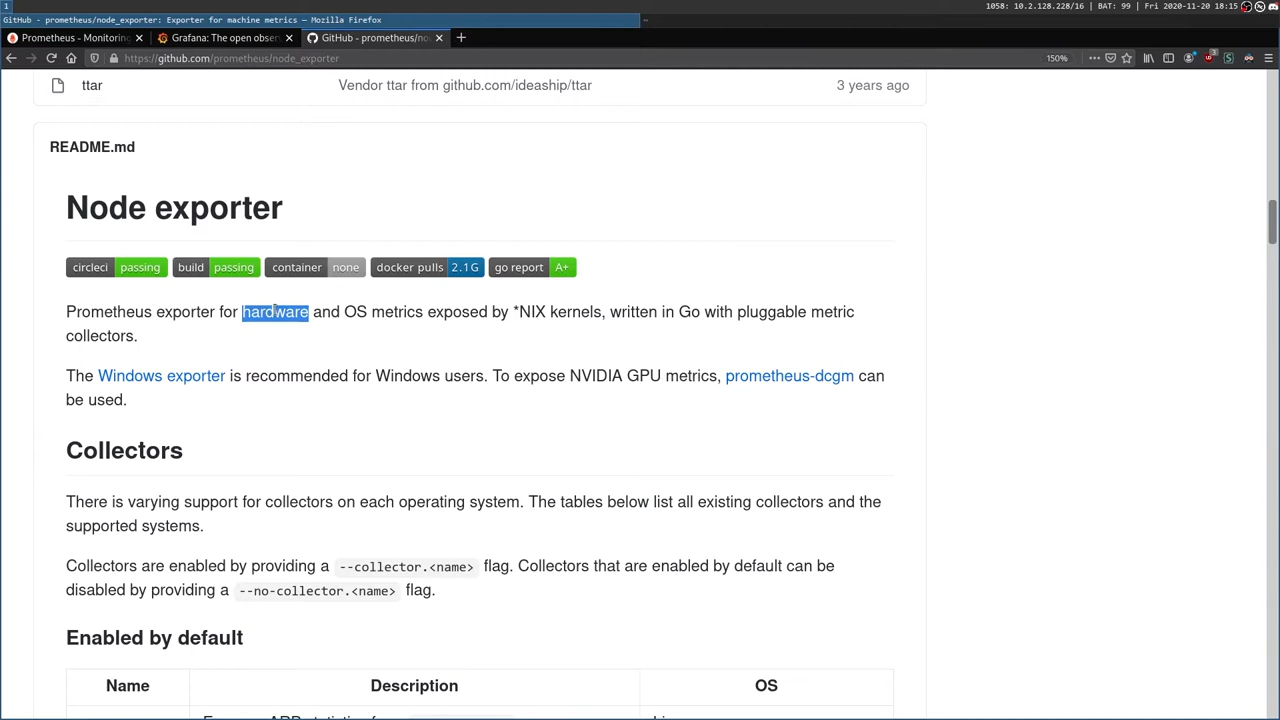 1
1058: 10.2.128.228/16 | BAT: 99 | Fri 2020-11-20 18:15
GitHub - prometheus/node_exporter: Exporter for machine metrics — Mozilla Firefox
Prometheus - Monitoring
Grafana: The open obser
GitHub - prometheus/no
https://github.com/prometheus/node_exporter
150%
3
ttar
Vendor ttar from github.com/ideaship/ttar
3 years ago
README.md
Node exporter
circleci passing build passing container none docker pulls 2.1G go report A+
Prometheus exporter for hardware and OS metrics exposed by *NIX kernels, written in Go with pluggable metric
collectors.
The Windows exporter is recommended for Windows users. To expose NVIDIA GPU metrics, prometheus-dcgm can
be used.
Collectors
There is varying support for collectors on each operating system. The tables below list all existing collectors and the
supported systems.
Collectors are enabled by providing a --collector.<name> flag. Collectors that are enabled by default can be
disabled by providing a --no-collector.<name> flag.
Enabled by default
Name Description OS